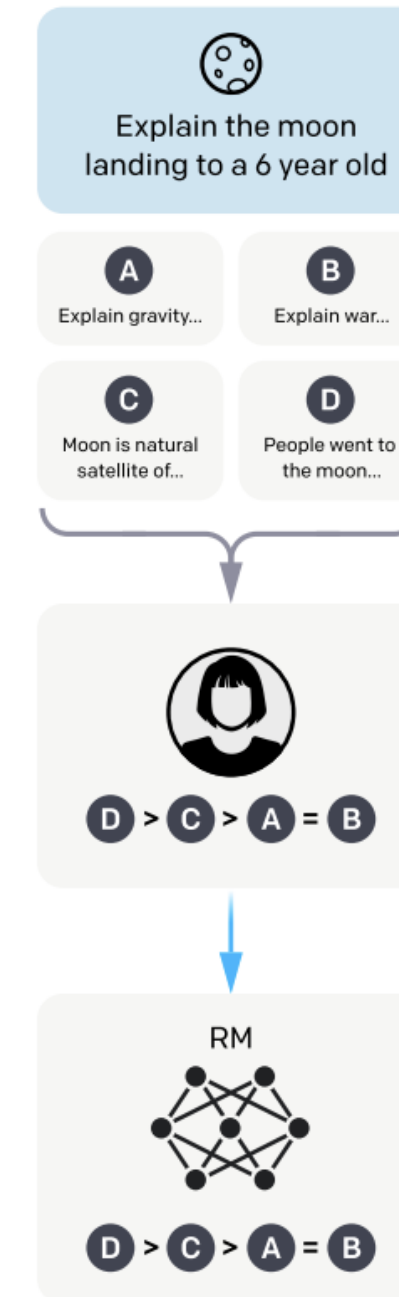 Explain the moon
landing to a 6 year old
A
B
Explain gravity...
Explain war...
C
D
Moon is natural
satellite of...
People went to
the moon...
D > C > A = B
RM
D > C > A = B